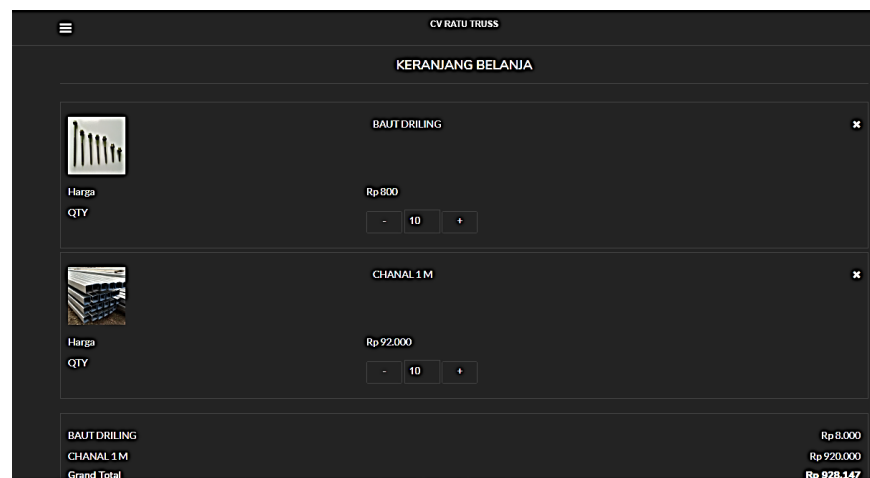 CV RATU TRUSS
KERANJANG BELANJA
BAUT DRILING
Harga Rp 800
QTY - 10 +
CHANAL 1 M
Harga Rp 92.000
QTY - 10 +
BAUT DRILING Rp 8.000
CHANAL 1 M Rp 920.000
Grand Total Rp 928.147